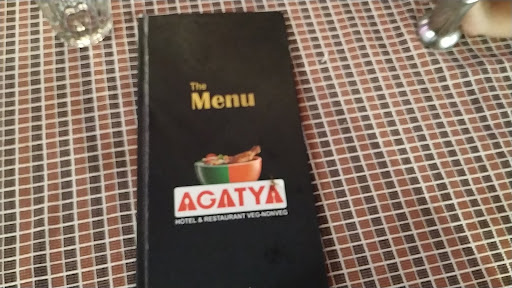 The
Menu
AGATYA
HOTEL & RESTAURANT VEG-NONVEG